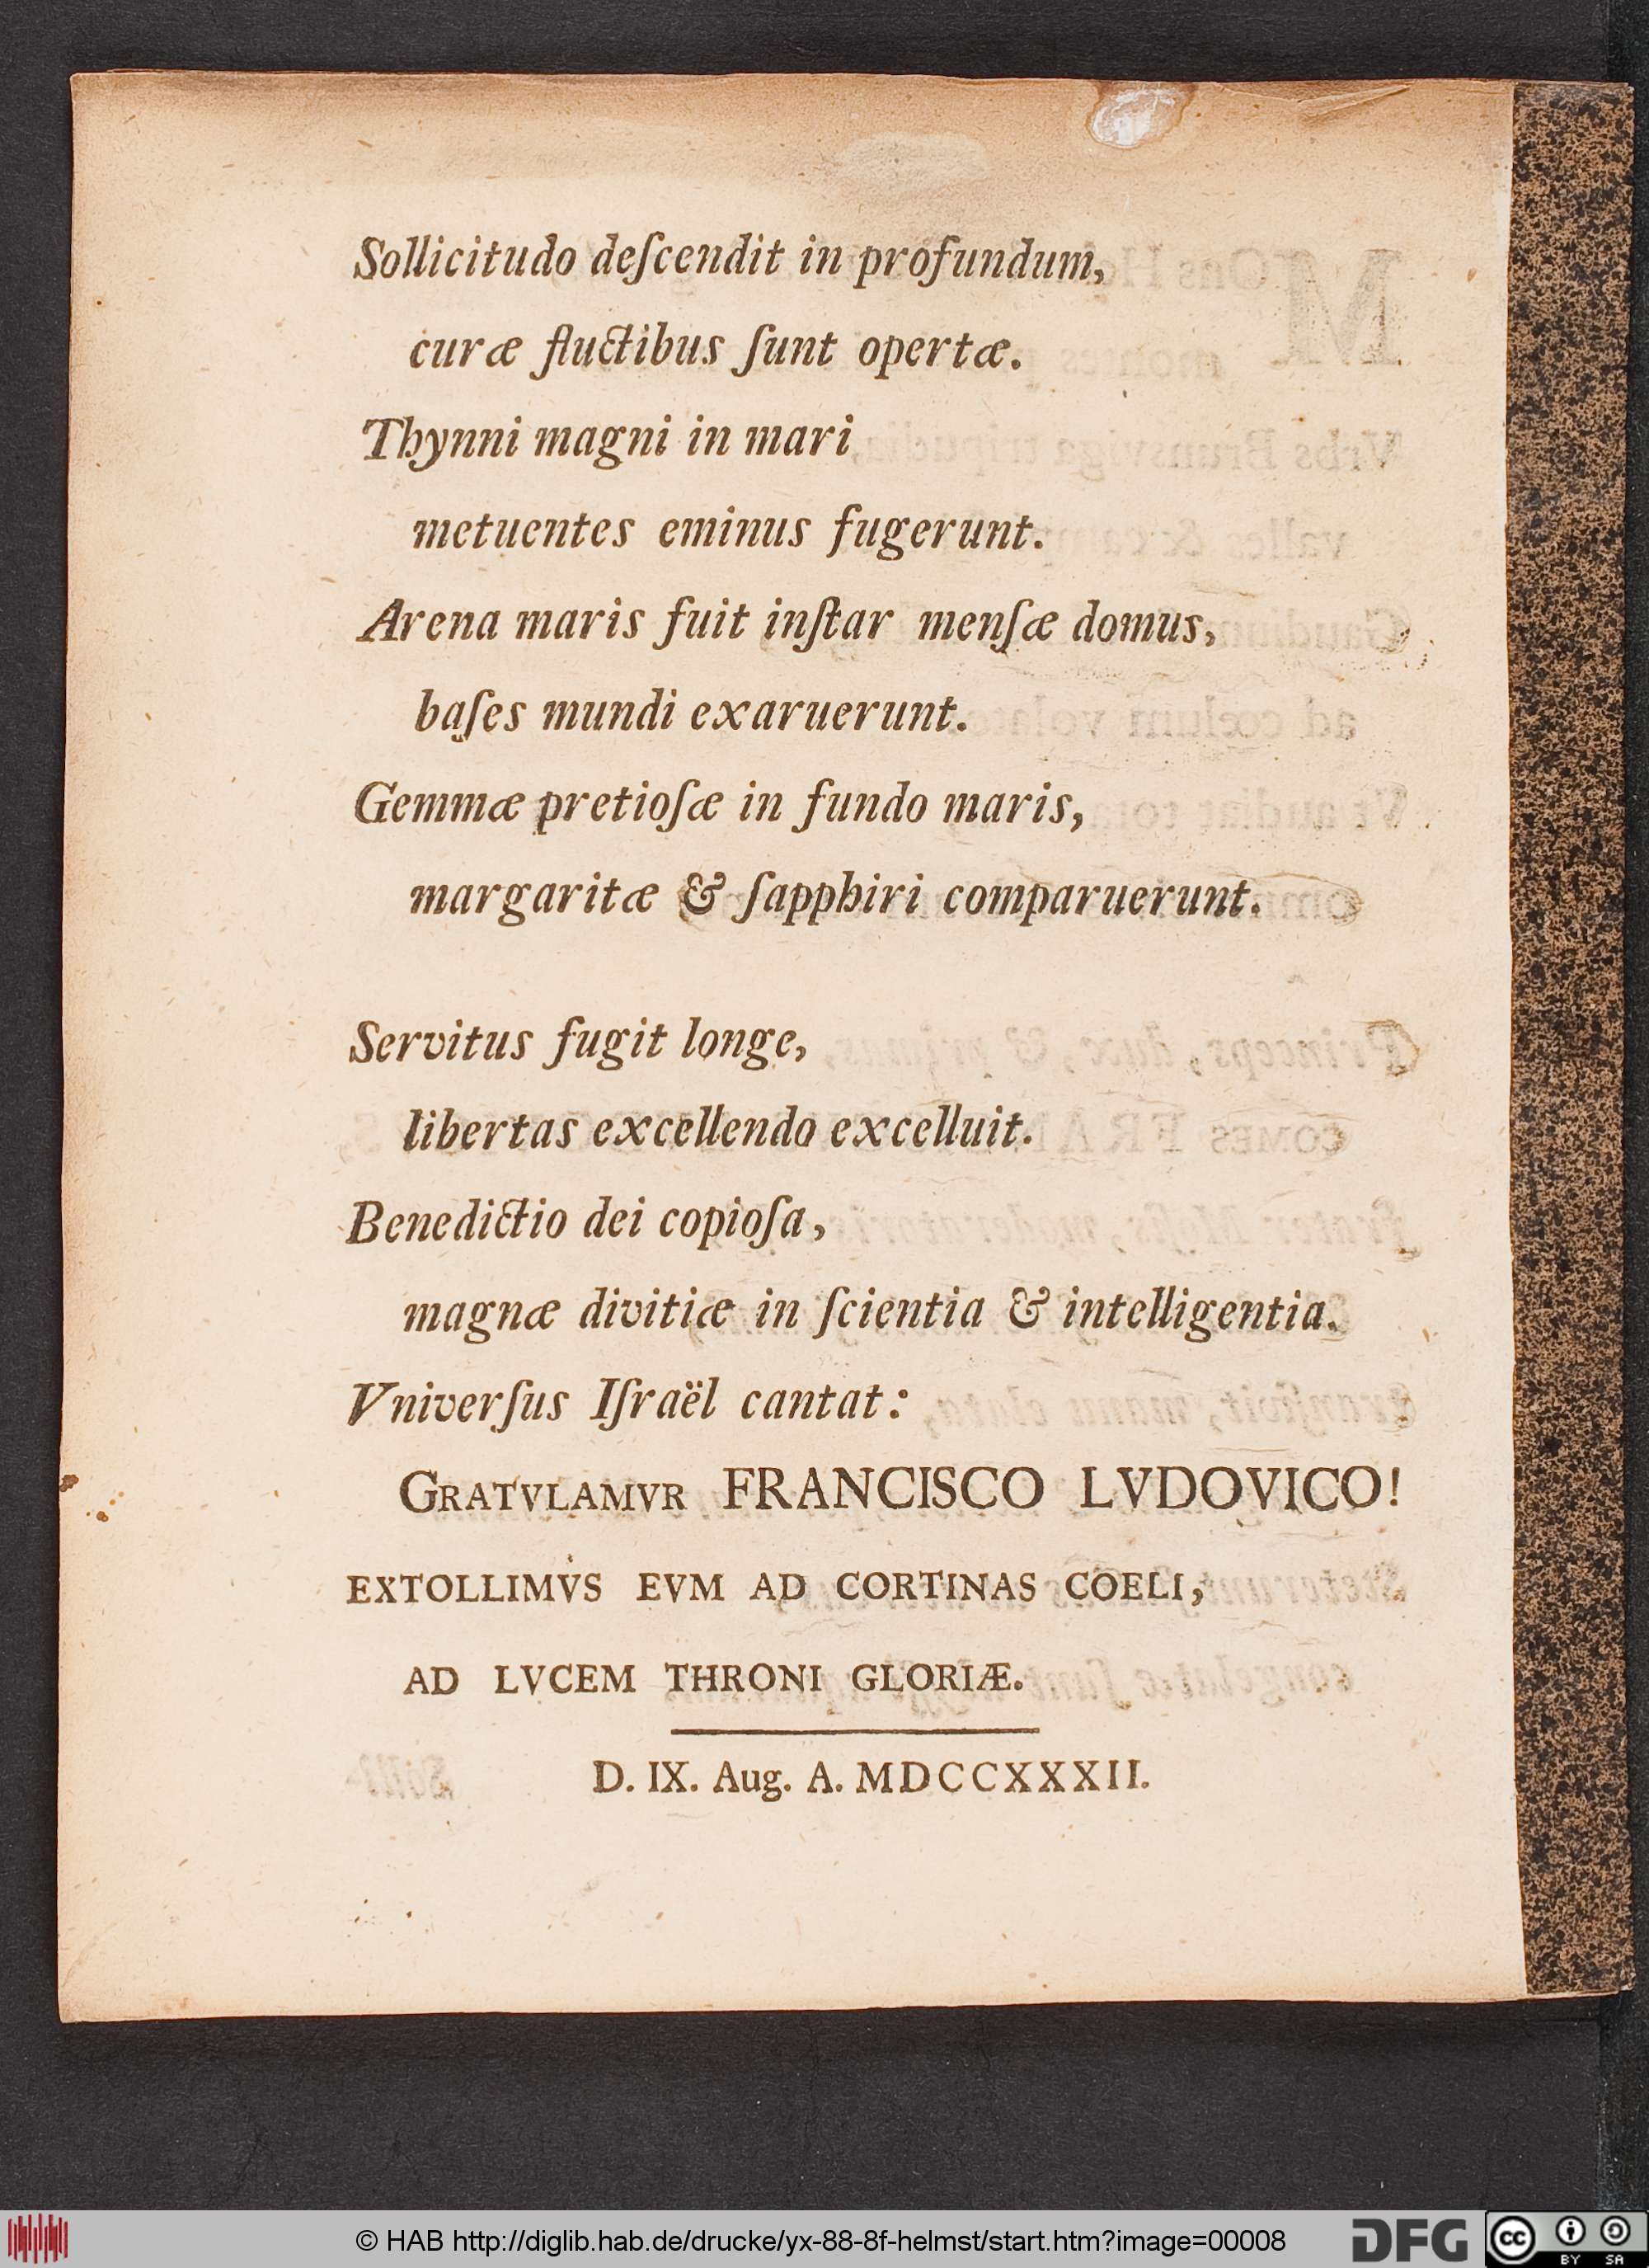 Sollicitudo deſcendit in profundum,
curæ fluctibus ſunt opertæ.
Thynni magni in mari
metuentes eminus fugerunt.
Arena maris fuit inſtar menſæ domus,
baſes mundi exaruerunt.
Gemmæ pretioſæ in fundo maris,
margaritæ & ſapphiri comparuerunt.
Servitus fugit longe,
libertas excellendo excelluit.
Benedictio dei copioſa,
magnæ divitiæ in ſcientia & intelligentia.
Vniverſus Iſraël cantat:
GRATVLAMVR FRANCISCO LVDOVICO!
EXTOLLIMVS EVM AD CORTINAS COELI,
AD LVCEM THRONI GLORIÆ.
D. IX. Aug. A. MDCCXXXII.
© HAB http://diglib.hab.de/drucke/yx-88-8f-helmst/start.htm?image=00008
DFG
cc BY SA